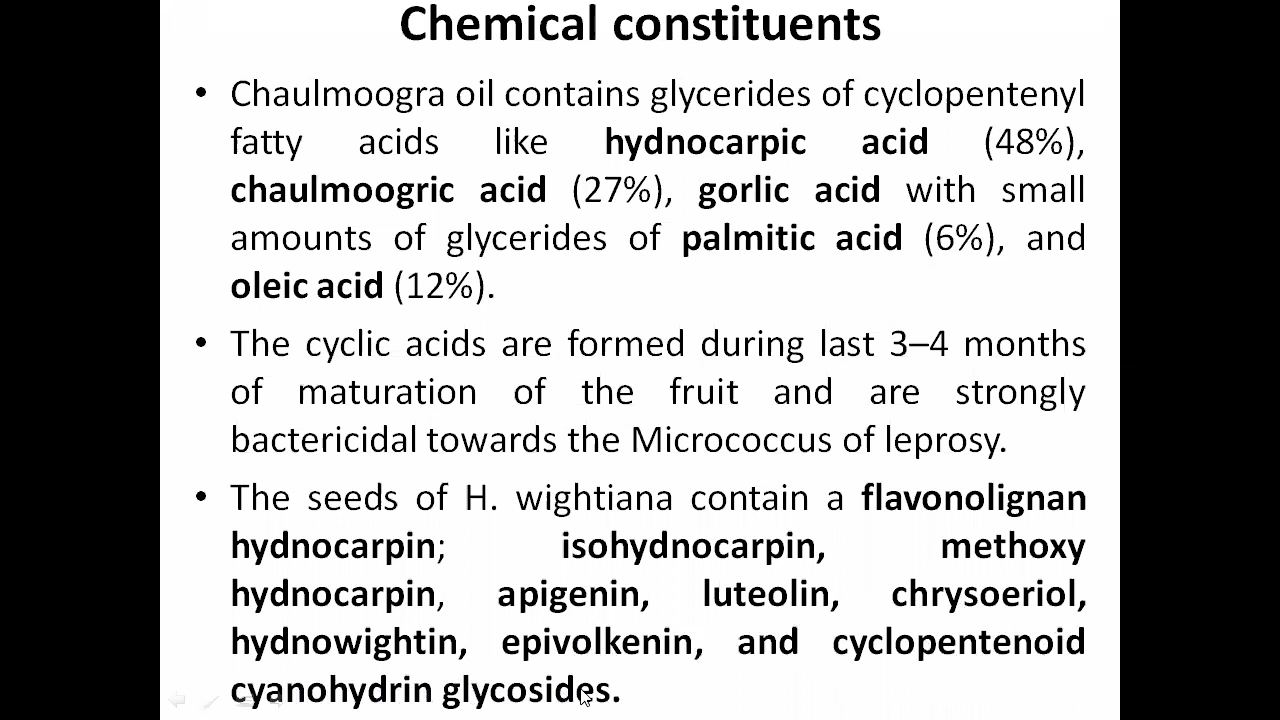 Chemical constituents
• Chaulmoogra oil contains glycerides of cyclopentenyl
fatty acids like hydnocarpic acid (48%),
chaulmoogric acid (27%), gorlic acid with small
amounts of glycerides of palmitic acid (6%), and
oleic acid (12%).
• The cyclic acids are formed during last 3–4 months
of maturation of the fruit and are strongly
bactericidal towards the Micrococcus of leprosy.
• The seeds of H. wightiana contain a flavonolignan
hydnocarpin; isohydnocarpin, methoxy
hydnocarpin, apigenin, luteolin, chrysoeriol,
hydnowightin, epivolkenin, and cyclopentenoid
cyanohydrin glycosides.